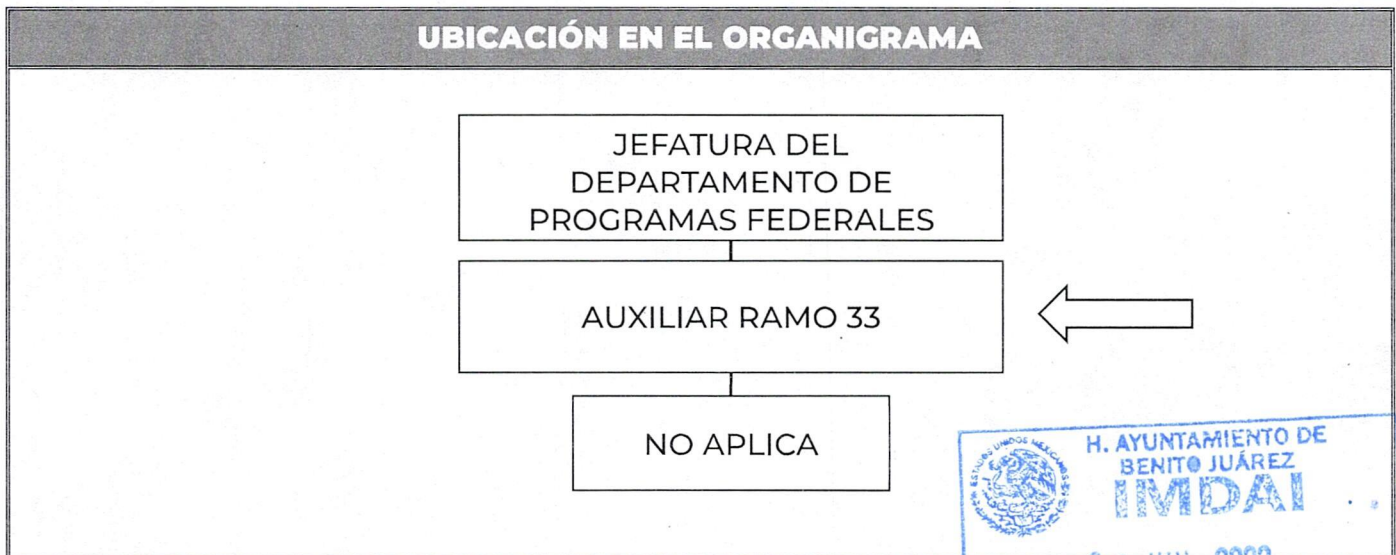 UBICACIÓN EN EL ORGANIGRAMA
JEFATURA DEL
DEPARTAMENTO DE
PROGRAMAS FEDERALES
AUXILIAR RAMO 33
NO APLICA
H. AYUNTAMIENTO DE
BENITO JUÁREZ
IMDAI